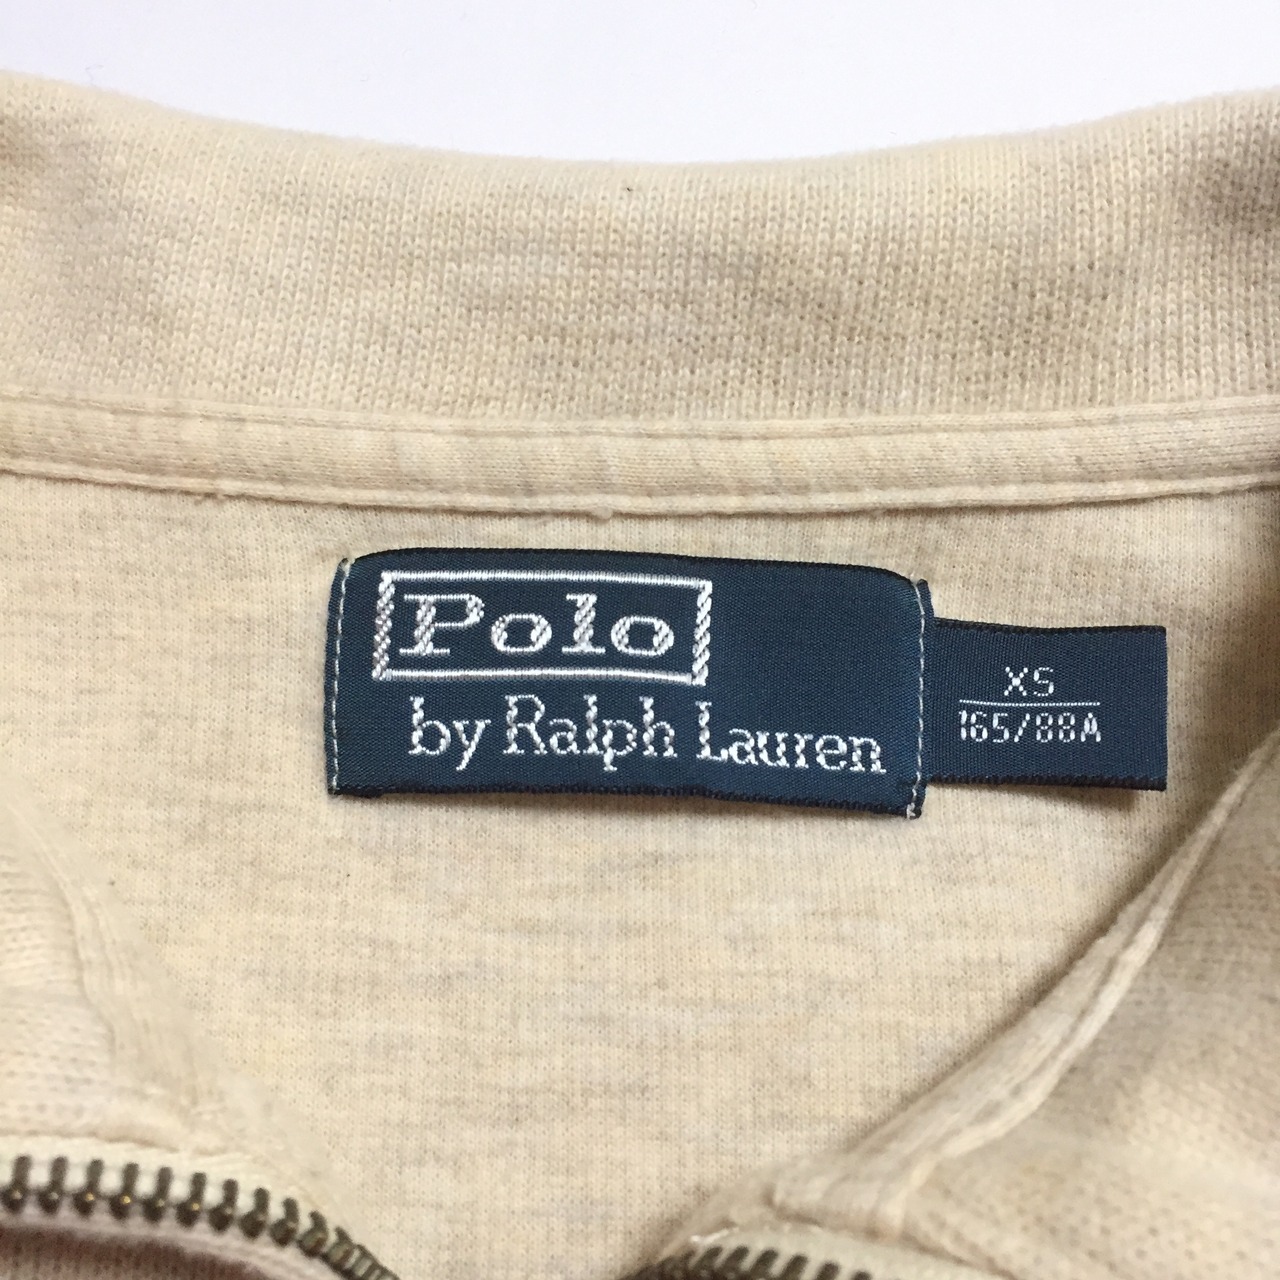 Polo
by Ralph Lauren
XS
165/88A